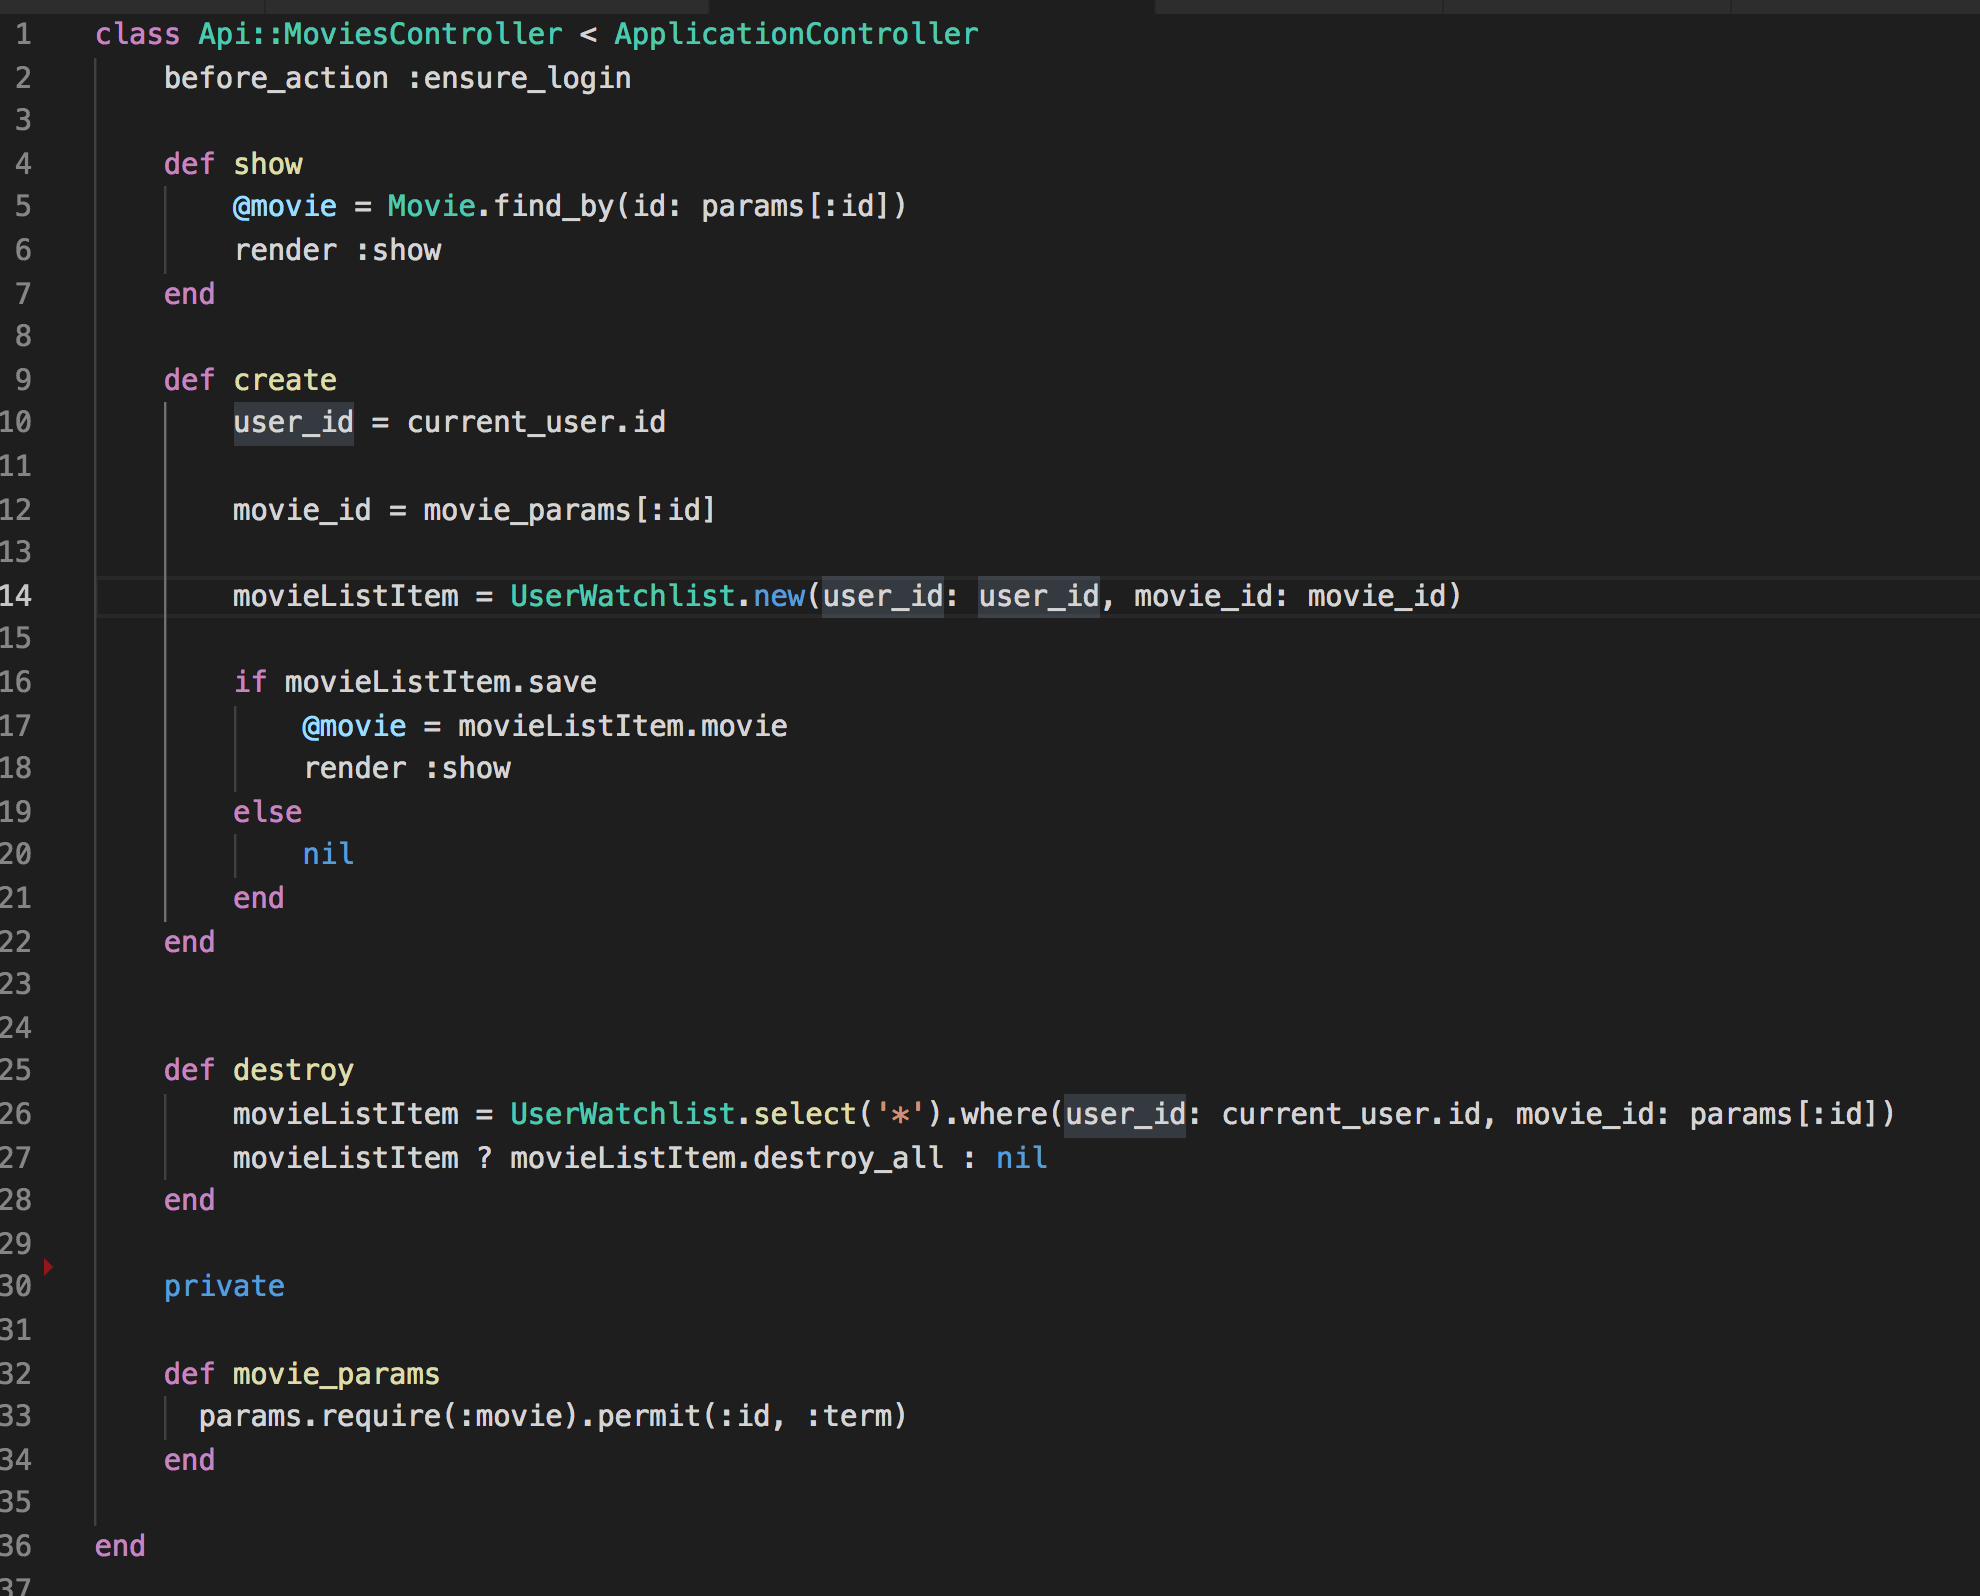 1 class Api::MoviesController < ApplicationController
2 before_action :ensure_login
3
4 def show
5 @movie = Movie.find_by(id: params[:id])
6 render :show
7 end
8
9 def create
10 user_id = current_user.id
11
12 movie_id = movie_params[:id]
13
14 movieListItem = UserWatchlist.new(user_id: user_id, movie_id: movie_id)
15
16 if movieListItem.save
17 @movie = movieListItem.movie
18 render :show
19 else
20 nil
21 end
22 end
23
24
25 def destroy
26 movieListItem = UserWatchlist.select('*').where(user_id: current_user.id, movie_id: params[:id])
27 movieListItem ? movieListItem.destroy_all : nil
28 end
29
30 private
31
32 def movie_params
33 params.require(:movie).permit(:id, :term)
34 end
35
36 end
37